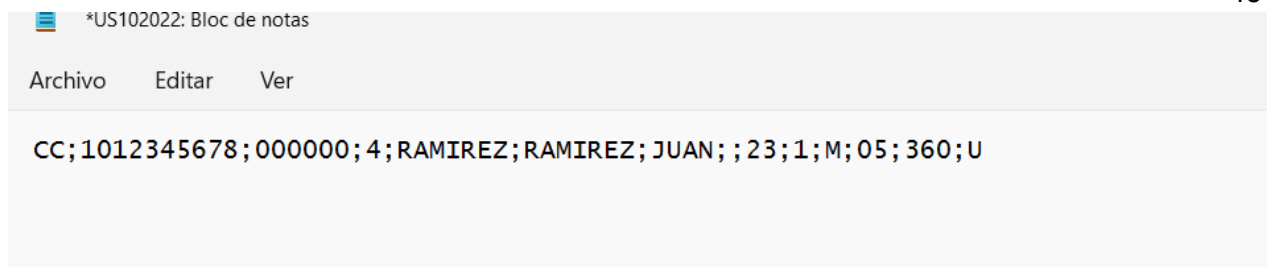 *US102022: Bloc de notas
Archivo Editar Ver
CC;1012345678;000000;4;RAMIREZ;RAMIREZ;JUAN;;23;1;M;05;360;U